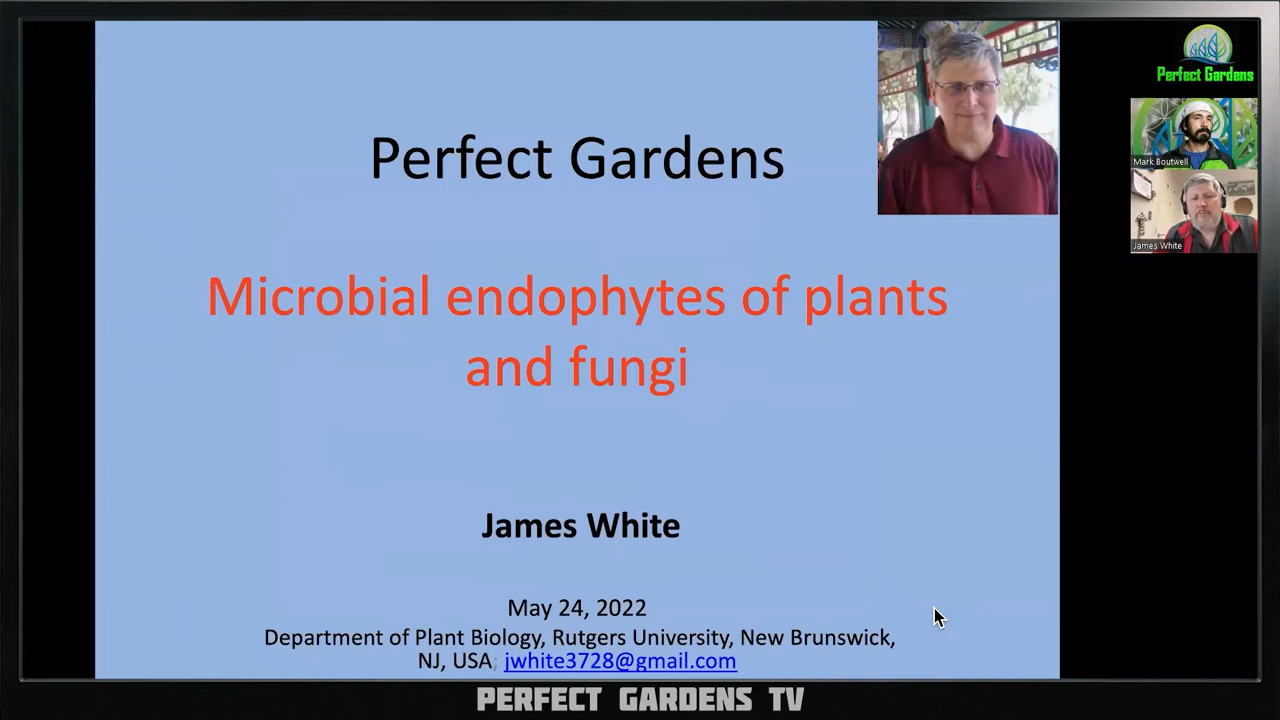 Perfect Gardens
Microbial endophytes of plants
and fungi
James White
May 24, 2022
Department of Plant Biology, Rutgers University, New Brunswick,
NJ, USA; jwhite3728@gmail.com
Perfect Gardens
Mark Boutwell
James White
PERFECT GARDENS TV